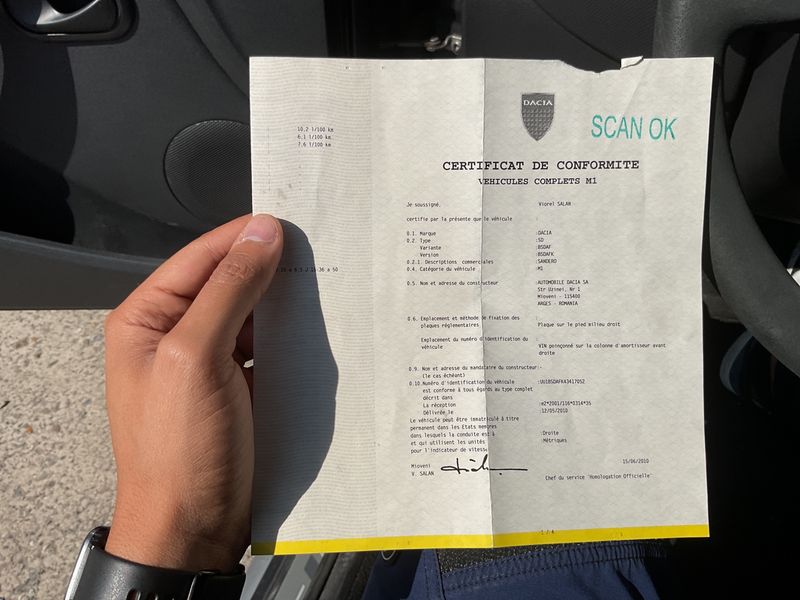 10.2 l/100 km
6.1 l/100 km
7.6 l/100 km
DACIA
SCAN OK
CERTIFICAT DE CONFORMITE
VEHICULES COMPLETS M1
Je soussigné, Viorel SALAN
certifie par la présente que le véhicule :
0.1. Marque :DACIA
0.2. Type :SD
Variante :BSDAF
Version :BSDAFK
0.2.1. Descriptions commerciales :SANDERO
0.4. Catégorie du véhicule :M1
0.5. Nom et adresse du constructeur :AUTOMOBILE DACIA SA
Str Uzinei, Nr 1
Mioveni - 115400
ARGES - ROMANIA
0.6. Emplacement et méthode de fixation des :
plaques réglementaires Plaque sur le pied milieu droit
Emplacement du numéro d'identification du :
véhicule VIN poinçonné sur la colonne d'amortisseur avant
droite
0.9. Nom et adresse du mandataire du constructeur:-
(le cas échéant)
0.10.Numéro d'identification du véhicule :UU1BSDAFK43417052
est conforme à tous égards au type complet
décrit dans
La réception :e2*2001/116*0314*35
Délivrée le :12/05/2010
Le véhicule peut être immatriculé à titre
permanent dans les Etats membres
dans lesquels la conduite est à :Droite
et qui utilisent les unités :Métriques
pour l'indicateur de vitesse
Mioveni 15/06/2010
V. SALAN Chef du service 'Homologation Officielle'
1 / 4